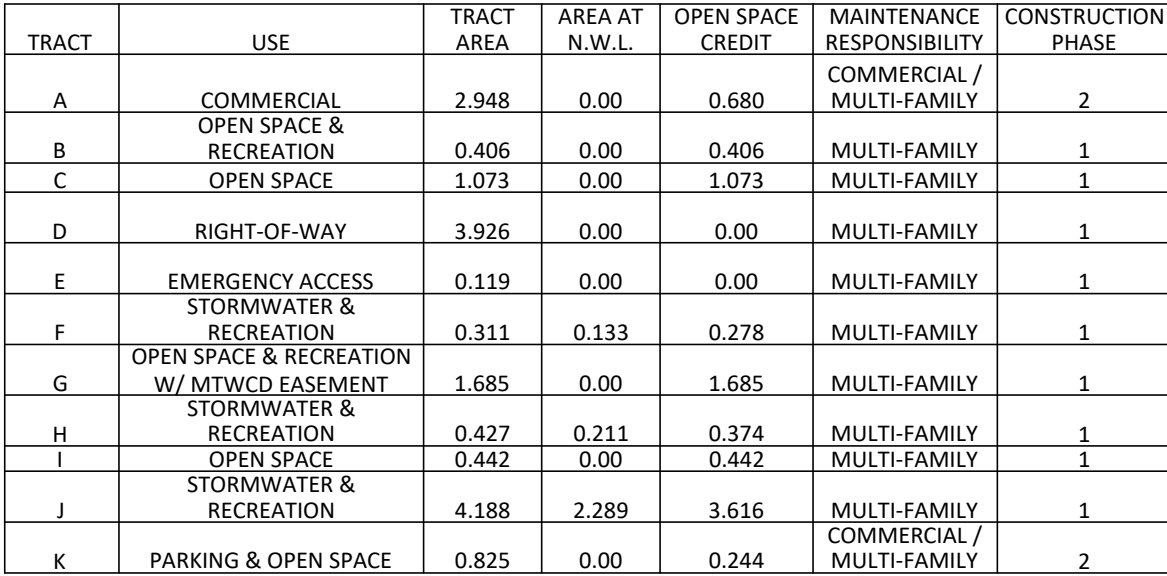 TRACT USE TRACT AREA AREA AT N.W.L. OPEN SPACE CREDIT MAINTENANCE RESPONSIBILITY CONSTRUCTION PHASE
A COMMERCIAL 2.948 0.00 0.680 COMMERCIAL / MULTI-FAMILY 2
B OPEN SPACE & RECREATION 0.406 0.00 0.406 MULTI-FAMILY 1
C OPEN SPACE 1.073 0.00 1.073 MULTI-FAMILY 1
D RIGHT-OF-WAY 3.926 0.00 0.00 MULTI-FAMILY 1
E EMERGENCY ACCESS 0.119 0.00 0.00 MULTI-FAMILY 1
F STORMWATER & RECREATION 0.311 0.133 0.278 MULTI-FAMILY 1
G OPEN SPACE & RECREATION W/ MTWCD EASEMENT 1.685 0.00 1.685 MULTI-FAMILY 1
H STORMWATER & RECREATION 0.427 0.211 0.374 MULTI-FAMILY 1
I OPEN SPACE 0.442 0.00 0.442 MULTI-FAMILY 1
J STORMWATER & RECREATION 4.188 2.289 3.616 MULTI-FAMILY 1
K PARKING & OPEN SPACE 0.825 0.00 0.244 COMMERCIAL / MULTI-FAMILY 2